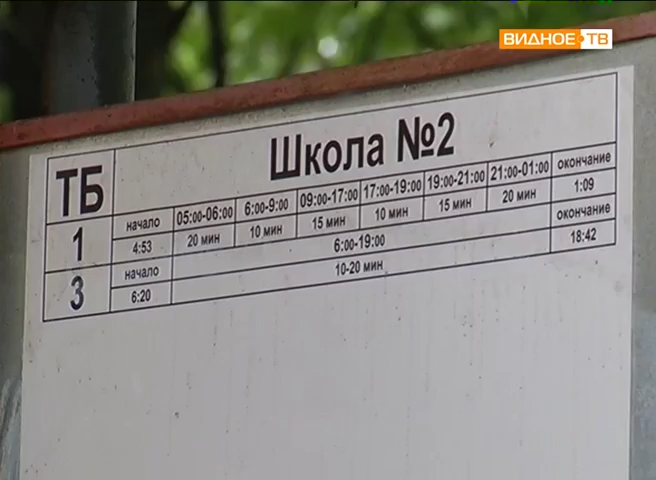 ВИДНОЕ ТВ
ТБ Школа №2
1 начало 05:00-06:00 6:00-9:00 09:00-17:00 17:00-19:00 19:00-21:00 21:00-01:00 окончание
4:53 20 мин 10 мин 15 мин 10 мин 15 мин 20 мин 1:09
3 начало 6:00-19:00 окончание
6:20 10-20 мин 18:42